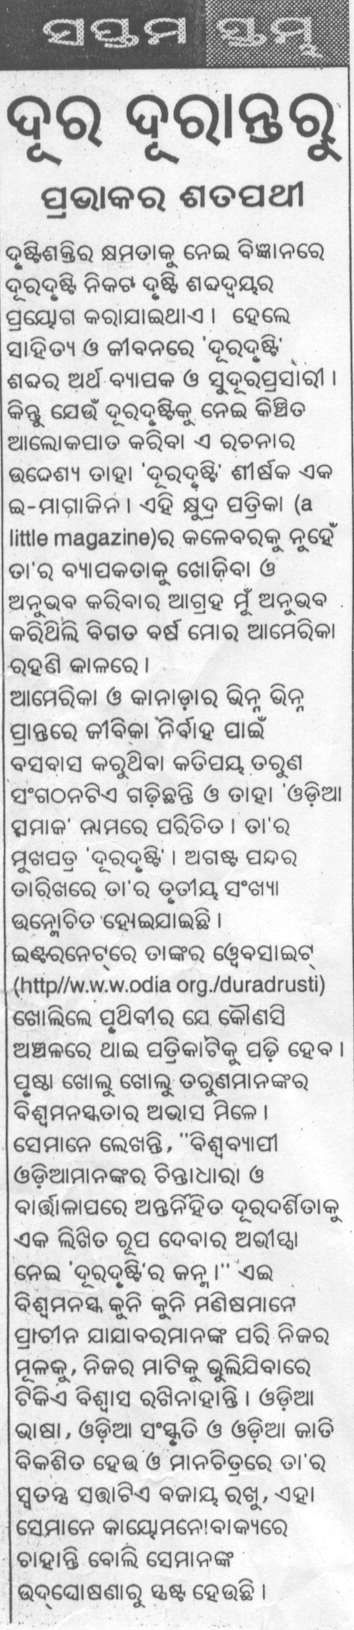 ସପ୍ତମ ସ୍ତମ୍ଭ
ଦୂର ଦୂରାନ୍ତରୁ
ପ୍ରଭାକର ଶତପଥୀ
ଦୃଷ୍ଟିଶକ୍ତିର କ୍ଷମତାକୁ ନେଇ ବିଜ୍ଞାନରେ
ଦୂରଦୃଷ୍ଟି ନିକଟ ଦୃଷ୍ଟି ଶବ୍ଦଦ୍ୱୟର
ପ୍ରୟୋଗ କରାଯାଇଥାଏ। ହେଲେ
ସାହିତ୍ୟ ଓ ଜୀବନରେ 'ଦୂରଦୃଷ୍ଟି'
ଶବ୍ଦର ଅର୍ଥ ବ୍ୟାପକ ଓ ସୁଦୂରପ୍ରସାରୀ।
କିନ୍ତୁ ଯେଉଁ ଦୂରଦୃଷ୍ଟିକୁ ନେଇ କିଞ୍ଚିତ
ଆଲୋକପାତ କରିବା ଏ ରଚନାର
ଉଦ୍ଦେଶ୍ୟ ତାହା 'ଦୂରଦୃଷ୍ଟି' ଶୀର୍ଷକ ଏକ
ଇ-ମାଗାଜିନ। ଏହି କ୍ଷୁଦ୍ର ପତ୍ରିକା (a
little magazine)ର କଳେବରକୁ ନୁହେଁ
ତା'ର ବ୍ୟାପକତାକୁ ଖୋଜିବା ଓ
ଅନୁଭବ କରିବାର ଆଗ୍ରହ ମୁଁ ଅନୁଭବ
କରିଥିଲି ବିଗତ ବର୍ଷ ମୋର ଆମେରିକା
ରହଣି କାଳରେ।
ଆମେରିକା ଓ କାନାଡ଼ାର ଭିନ୍ନ ଭିନ୍ନ
ପ୍ରାନ୍ତରେ ଜୀବିକା ନିର୍ବାହ ପାଇଁ
ବସବାସ କରୁଥିବା କତିପୟ ତରୁଣ
ସଂଗଠନଟିଏ ଗଢ଼ିଛନ୍ତି ଓ ତାହା 'ଓଡ଼ିଆ
ସମାଜ' ନାମରେ ପରିଚିତ। ତା'ର
ମୁଖପତ୍ର 'ଦୂରଦୃଷ୍ଟି'। ଅଗଷ୍ଟ ପନ୍ଦର
ତାରିଖରେ ତା'ର ତୃତୀୟ ସଂଖ୍ୟା
ଉନ୍ମୋଚିତ ହୋଇଯାଇଛି।
ଇଣ୍ଟରନେଟ୍‌ରେ ତାଙ୍କର ଓ୍ଵେବସାଇଟ୍
(http//w.w.w.odia org./duradrusti)
ଖୋଲିଲେ ପୃଥିବୀର ଯେ କୌଣସି
ଅଞ୍ଚଳରେ ଥାଇ ପତ୍ରିକାଟିକୁ ପଢ଼ି ହେବ।
ପୃଷ୍ଠା ଖୋଲୁ ଖୋଲୁ ତରୁଣମାନଙ୍କର
ବିଶ୍ୱମନସ୍କତାର ଅଭାସ ମିଳେ।
ସେମାନେ ଲେଖନ୍ତି, "ବିଶ୍ୱବ୍ୟାପୀ
ଓଡ଼ିଆମାନଙ୍କର ଚିନ୍ତାଧାରା ଓ
ବାର୍ତ୍ତାଳାପରେ ଅନ୍ତର୍ନିହିତ ଦୂରଦର୍ଶିତାକୁ
ଏକ ଲିଖିତ ରୂପ ଦେବାର ଅଭୀପ୍ସା
ନେଇ 'ଦୂରଦୃଷ୍ଟି'ର ଜନ୍ମ।" ଏଇ
ବିଶ୍ୱମନସ୍କ କୁନି କୁନି ମଣିଷମାନେ
ପ୍ରାଚୀନ ଯାଯାବରମାନଙ୍କ ପରି ନିଜର
ମୂଳକୁ, ନିଜର ମାଟିକୁ ଭୁଲିଯିବାରେ
ଟିକିଏ ବିଶ୍ୱାସ ରଖିନାହାନ୍ତି। ଓଡ଼ିଆ
ଭାଷା, ଓଡ଼ିଆ ସଂସ୍କୃତି ଓ ଓଡ଼ିଆ ଜାତି
ବିକଶିତ ହେଉ ଓ ମାନଚିତ୍ରରେ ତା'ର
ସ୍ୱତନ୍ତ୍ର ସତ୍ତାଟିଏ ବଜାୟ ରଖୁ, ଏହା
ସେମାନେ କାୟୋମନୋବାକ୍ୟରେ
ଚାହାନ୍ତି ବୋଲି ସେମାନଙ୍କ
ଉଦ୍‌ଘୋଷଣାରୁ ସ୍ପଷ୍ଟ ହେଉଛି।